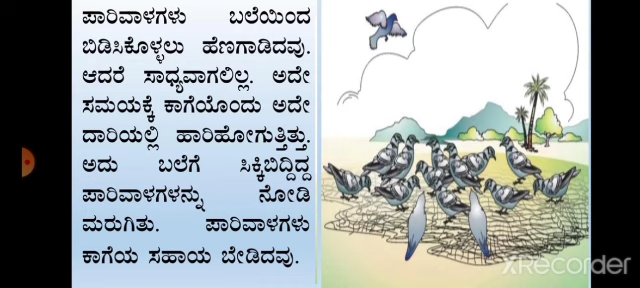 ಪಾರಿವಾಳಗಳು ಬಲೆಯಿಂದ
ಬಿಡಿಸಿಕೊಳ್ಳಲು ಹೆಣಗಾಡಿದವು.
ಆದರೆ ಸಾಧ್ಯವಾಗಲಿಲ್ಲ. ಅದೇ
ಸಮಯಕ್ಕೆ ಕಾಗೆಯೊಂದು ಅದೇ
ದಾರಿಯಲ್ಲಿ ಹಾರಿಹೋಗುತ್ತಿತ್ತು.
ಅದು ಬಲೆಗೆ ಸಿಕ್ಕಿಬಿದ್ದಿದ್ದ
ಪಾರಿವಾಳಗಳನ್ನು ನೋಡಿ
ಮರುಗಿತು. ಪಾರಿವಾಳಗಳು
ಕಾಗೆಯ ಸಹಾಯ ಬೇಡಿದವು.
XRecorder